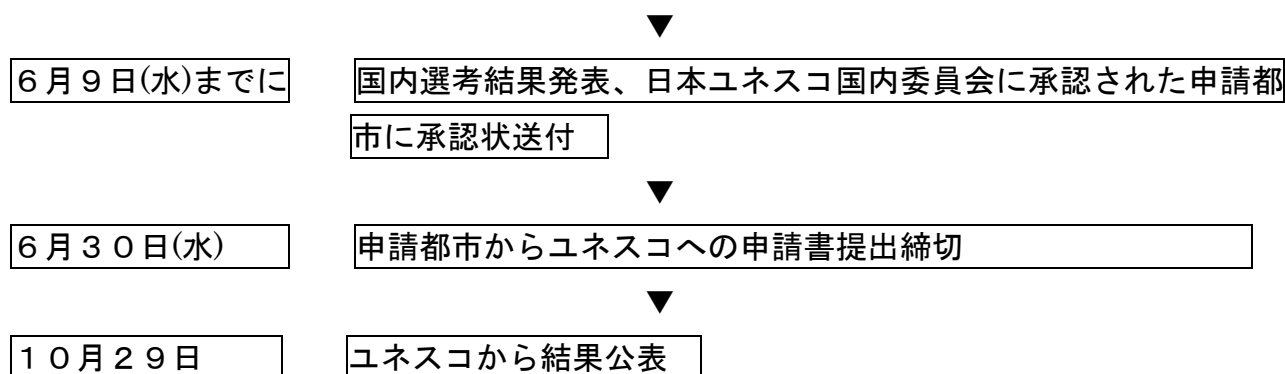 ▼
６月９日(水)までに 国内選考結果発表、日本ユネスコ国内委員会に承認された申請都
市に承認状送付
▼
６月３０日(水) 申請都市からユネスコへの申請書提出締切
▼
１０月２９日 ユネスコから結果公表